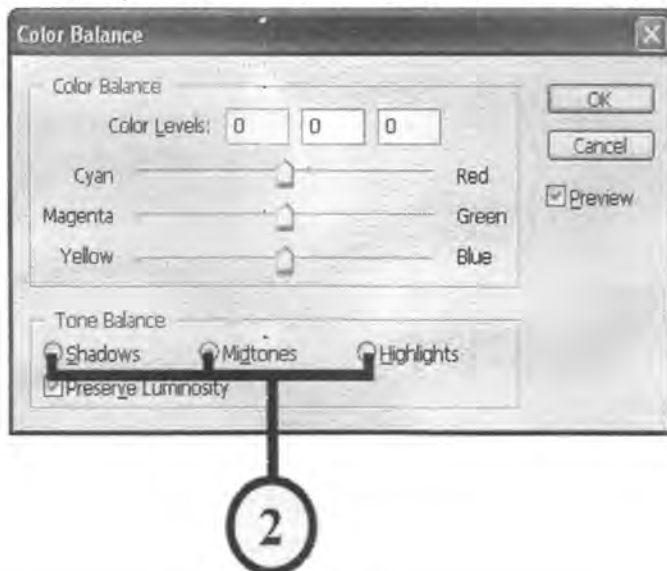 Color Balance
Color Balance
Color Levels: 0 0 0
Cyan Red
Magenta Green
Yellow Blue
OK
Cancel
Preview
Tone Balance
Shadows Midtones Highlights
Preserve Luminosity
2